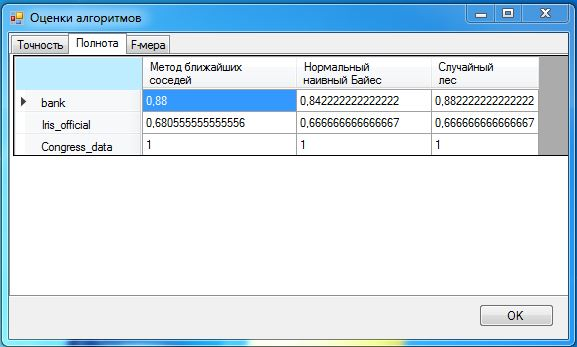 Оценки алгоритмов
Точность Полнота F-мера
Метод ближайших соседей Нормальный наивный Байес Случайный лес
bank 0,88 0,842222222222222 0,882222222222222
Iris_official 0,680555555555556 0,666666666666667 0,666666666666667
Congress_data 1 1 1
OK